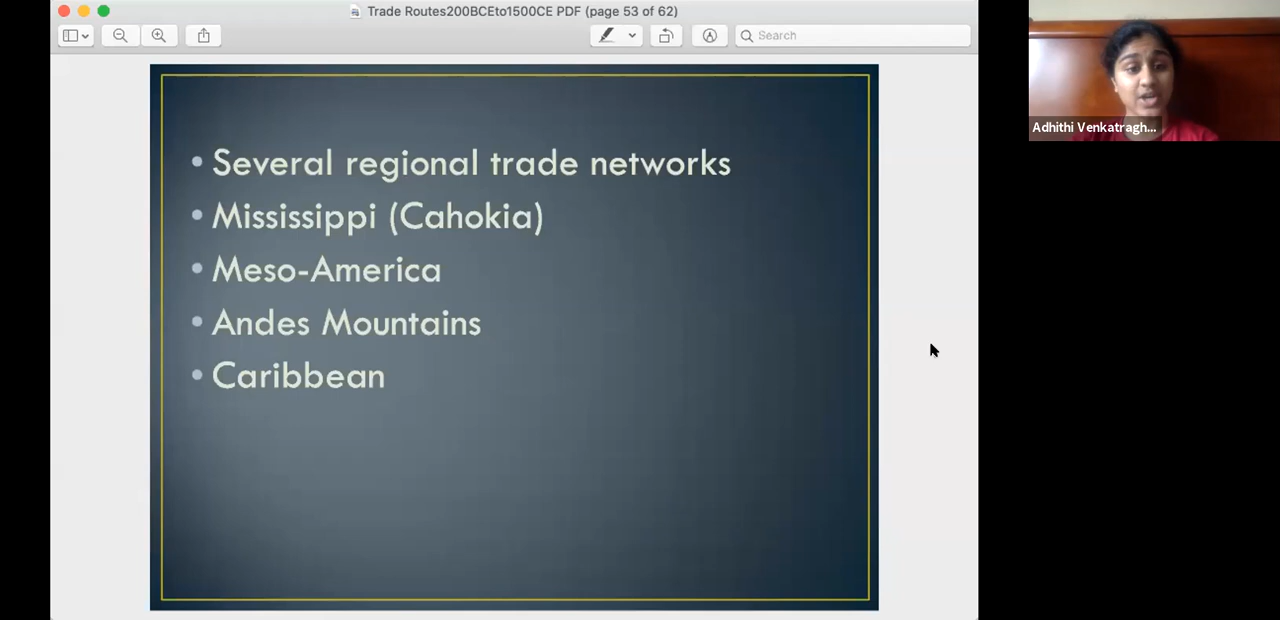 Trade Routes200BCEto1500CE PDF (page 53 of 62)
Search
• Several regional trade networks
• Mississippi (Cahokia)
• Meso-America
• Andes Mountains
• Caribbean
Adhithi Venkatragh...